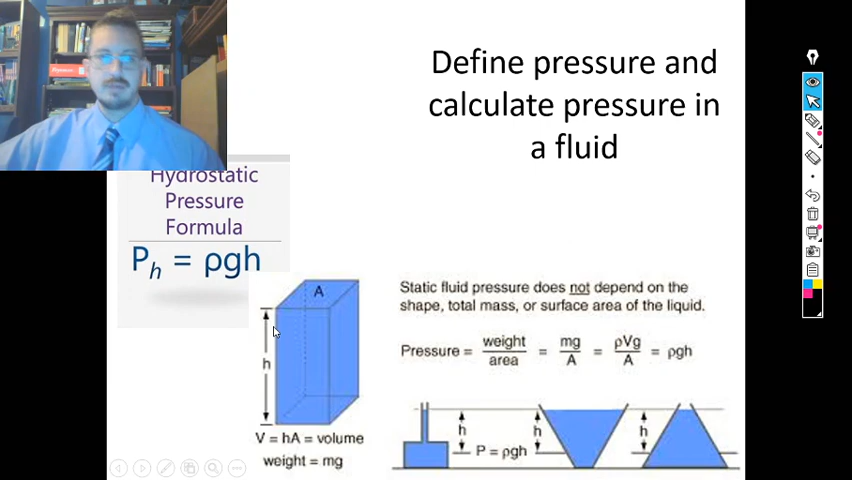 Define pressure and
calculate pressure in
a fluid
Hydrostatic
Pressure
Formula
Pₕ = ρgh
A
h
V = hA = volume
weight = mg
Static fluid pressure does not depend on the
shape, total mass, or surface area of the liquid.
Pressure = weight/area = mg/A = ρVg/A = ρgh
h P = ρgh h h